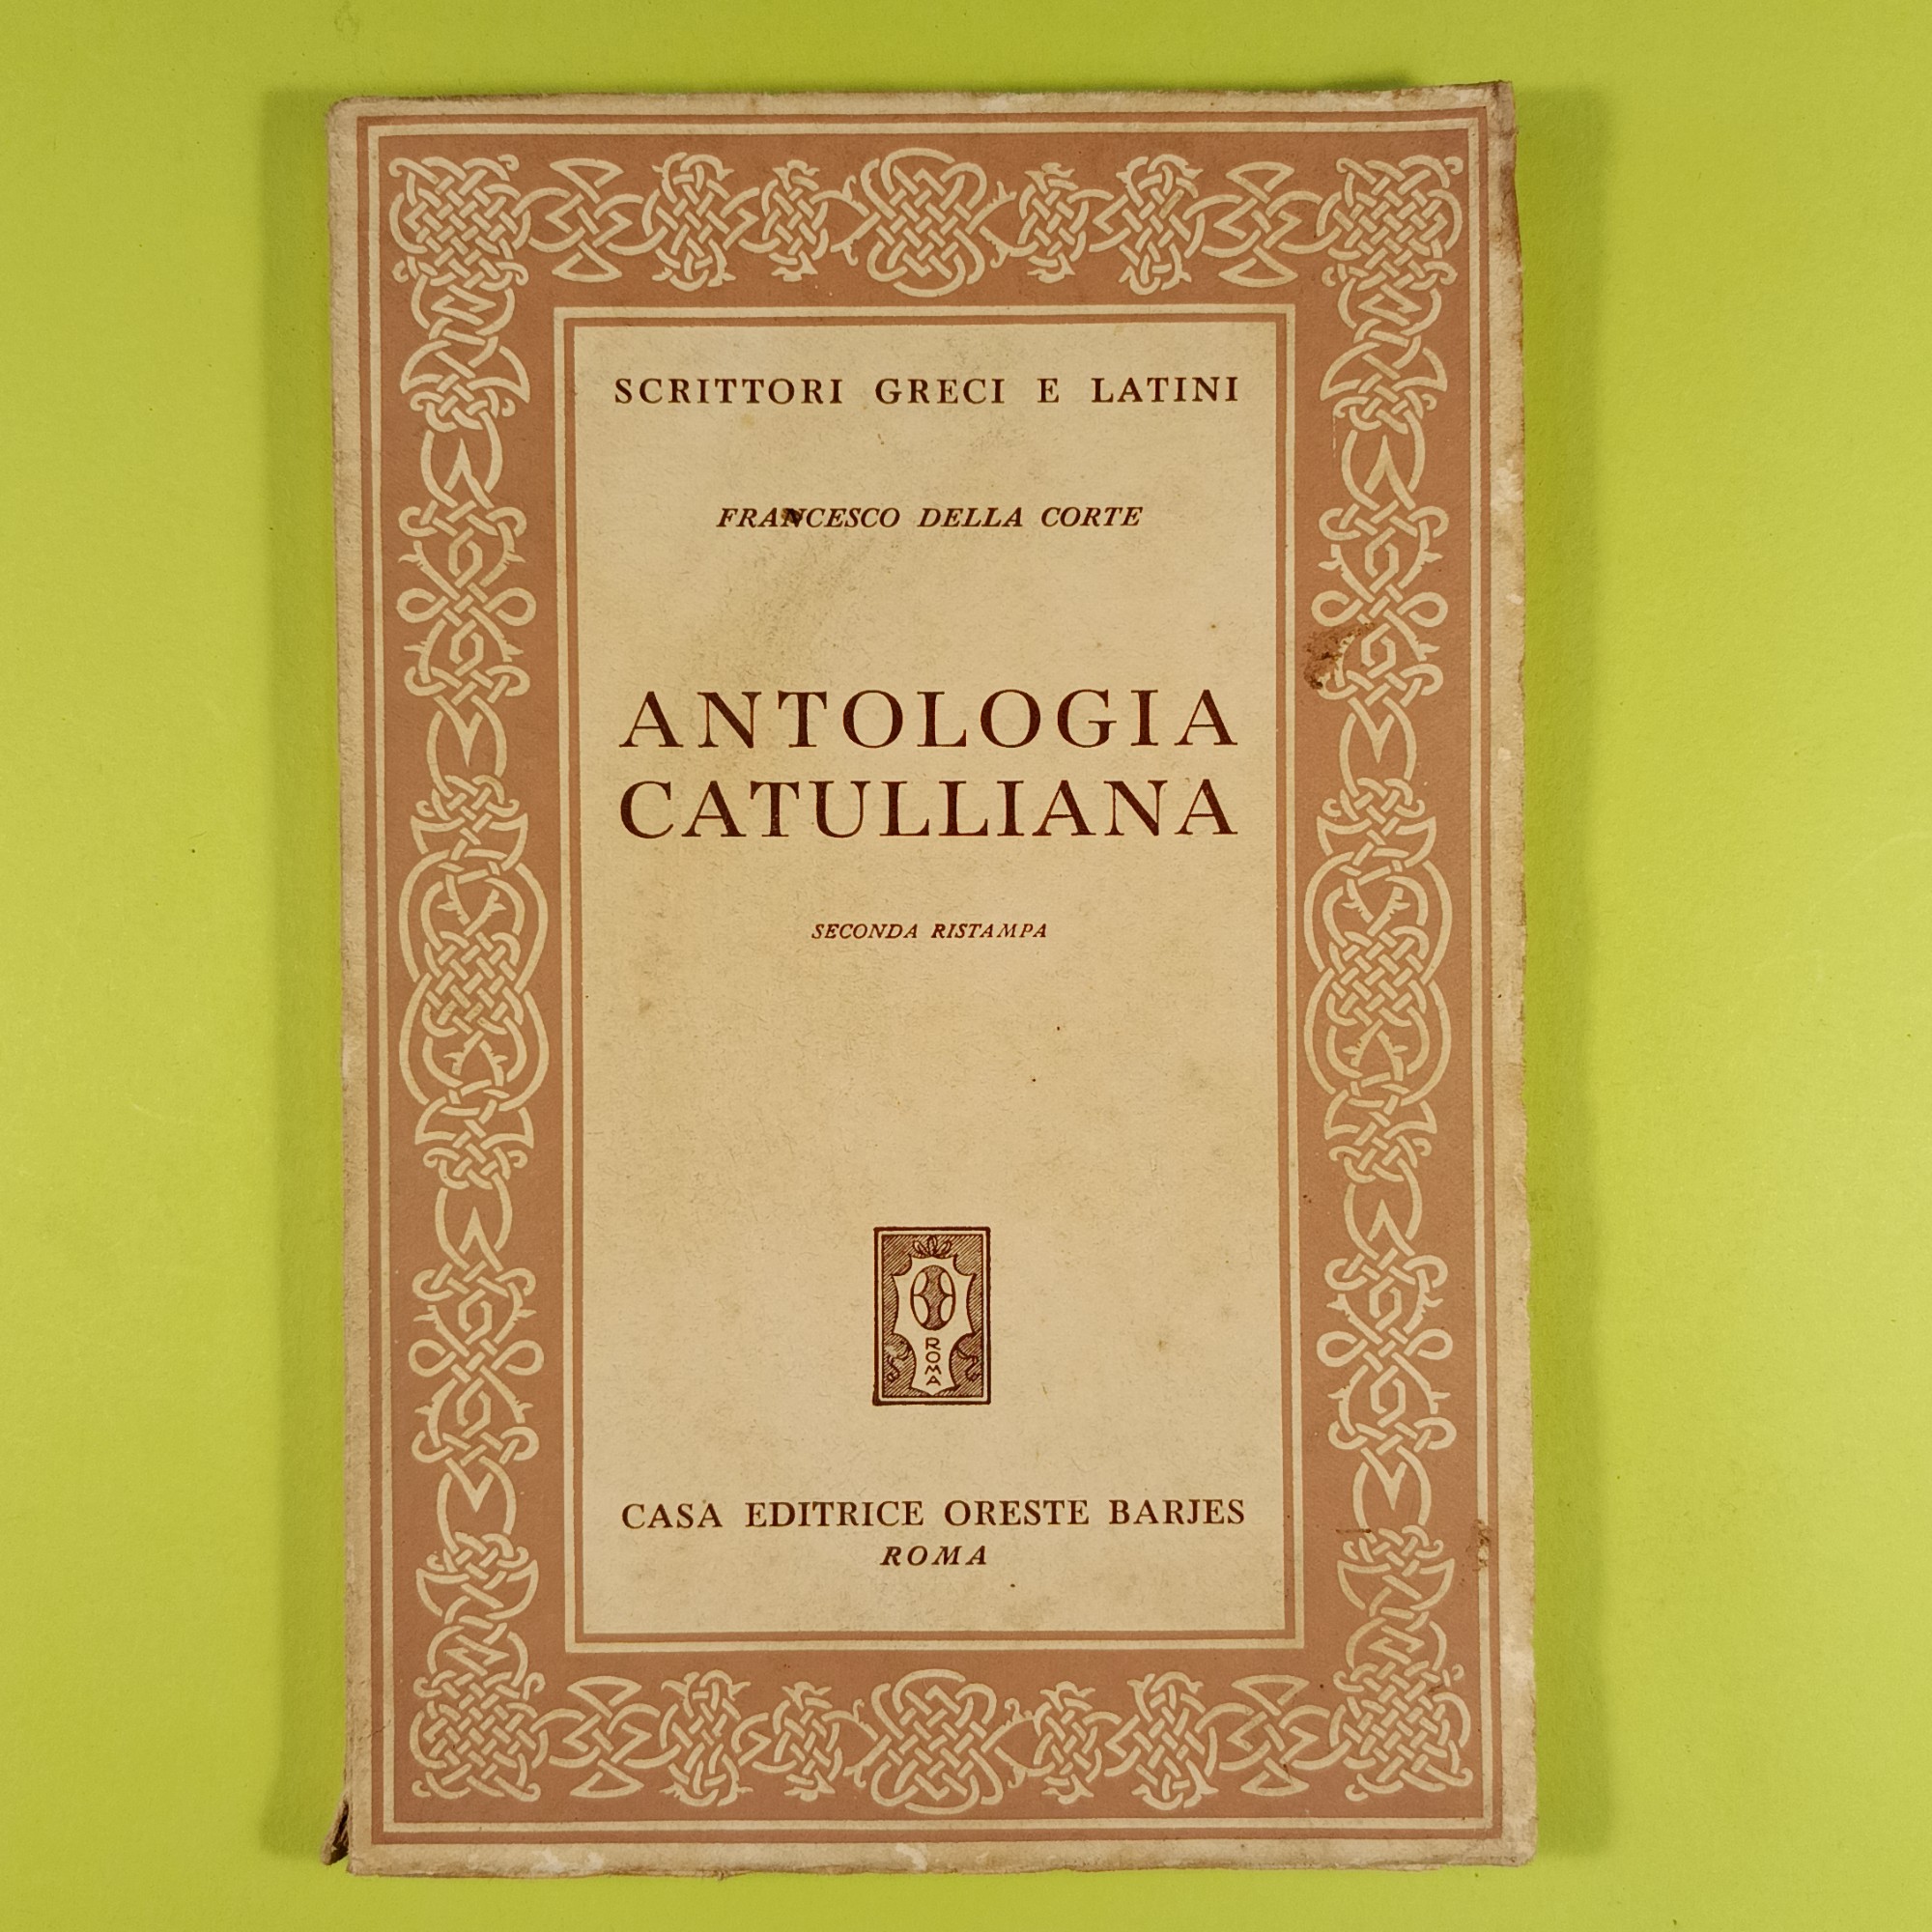 SCRITTORI GRECI E LATINI
FRANCESCO DELLA CORTE
ANTOLOGIA
CATULLIANA
SECONDA RISTAMPA
ROMA
CASA EDITRICE ORESTE BARJES
ROMA